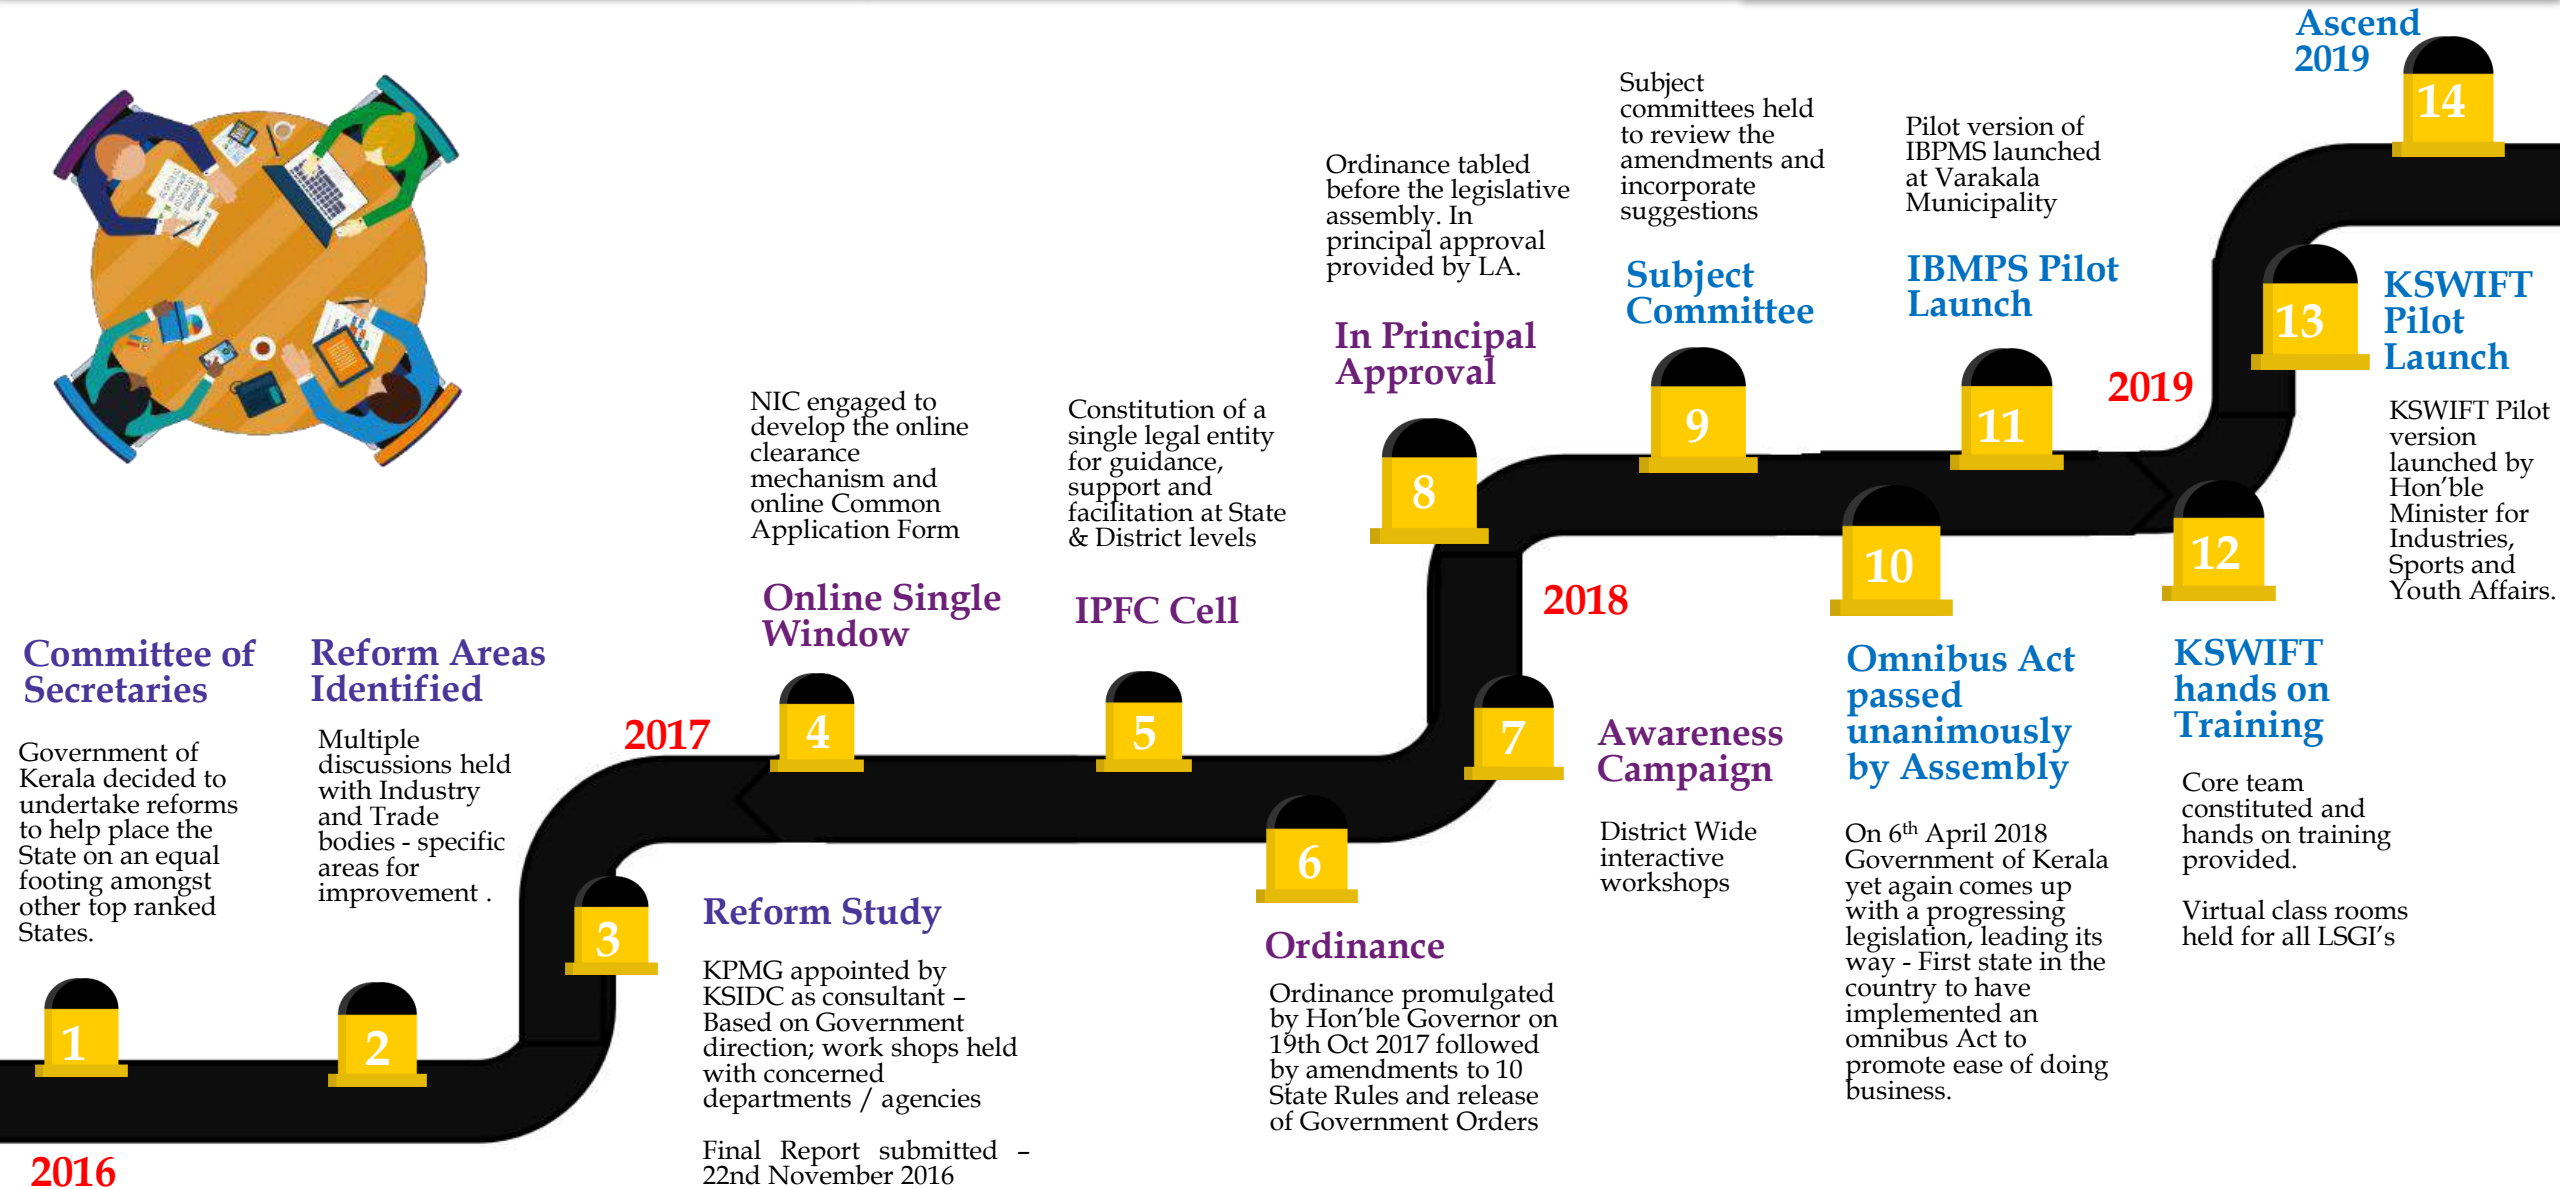 Committee of
Secretaries
Government of
Kerala decided to
undertake reforms
to help place the
State on an equal
footing amongst
other top ranked
States.
1
2016
Reform Areas
Identified
Multiple
discussions held
with Industry
and Trade
bodies - specific
areas for
improvement .
2
3
Reform Study
KPMG appointed by
KSIDC as consultant –
Based on Government
direction; work shops held
with concerned
departments / agencies
Final Report submitted –
22nd November 2016
2017
NIC engaged to
develop the online
clearance
mechanism and
online Common
Application Form
Online Single
Window
4
Constitution of a
single legal entity
for guidance,
support and
facilitation at State
& District levels
IPFC Cell
5
6
Ordinance
Ordinance promulgated
by Hon'ble Governor on
19th Oct 2017 followed
by amendments to 10
State Rules and release
of Government Orders
7
Awareness
Campaign
District Wide
interactive
workshops
Ordinance tabled
before the legislative
assembly. In
principal approval
provided by LA.
In Principal
Approval
8
2018
Subject
committees held
to review the
amendments and
incorporate
suggestions
Subject
Committee
9
10
Omnibus Act
passed
unanimously
by Assembly
On 6th April 2018
Government of Kerala
yet again comes up
with a progressing
legislation, leading its
way - First state in the
country to have
implemented an
omnibus Act to
promote ease of doing
business.
Pilot version of
IBPMS launched
at Varakala
Municipality
IBMPS Pilot
Launch
11
2019
12
KSWIFT
hands on
Training
Core team
constituted and
hands on training
provided.
Virtual class rooms
held for all LSGI's
13
KSWIFT
Pilot
Launch
KSWIFT Pilot
version
launched by
Hon'ble
Minister for
Industries,
Sports and
Youth Affairs.
Ascend
2019
14